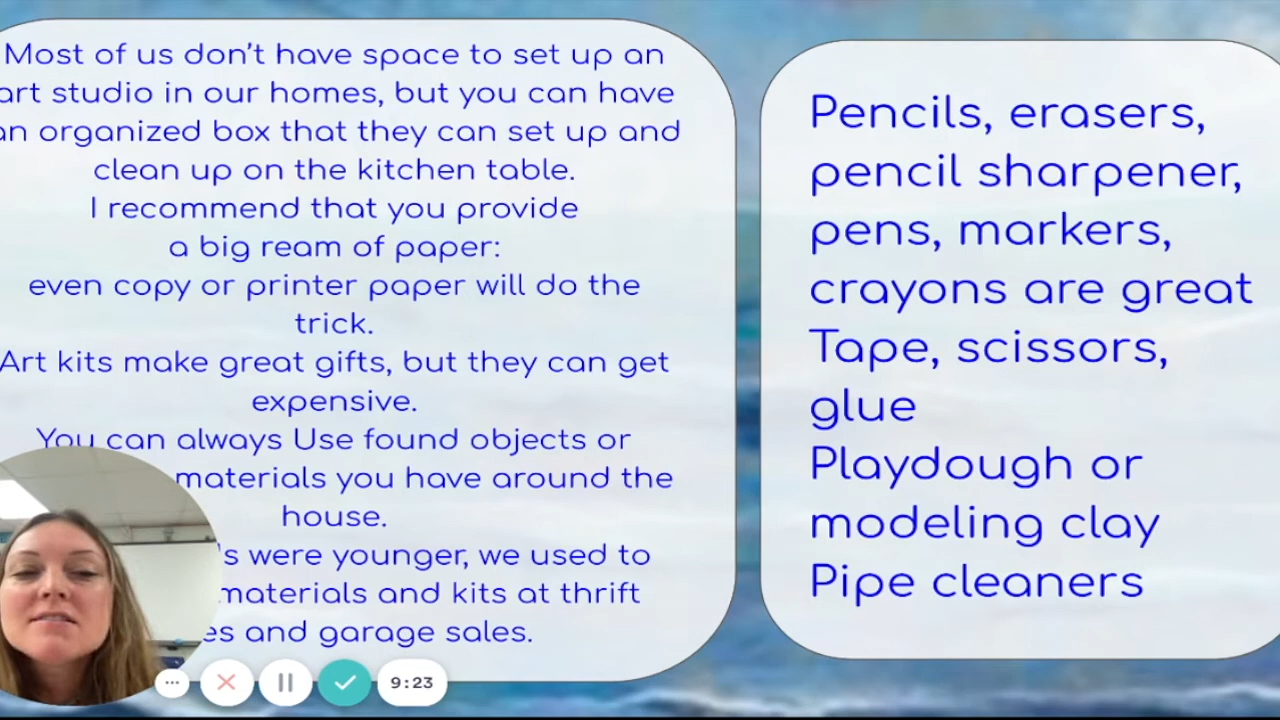 Most of us don't have space to set up an
art studio in our homes, but you can have
an organized box that they can set up and
clean up on the kitchen table.
I recommend that you provide
a big ream of paper:
even copy or printer paper will do the
trick.
Art kits make great gifts, but they can get
expensive.
You can always Use found objects or
materials you have around the
house.
were younger, we used to
materials and kits at thrift
and garage sales.
Pencils, erasers,
pencil sharpener,
pens, markers,
crayons are great
Tape, scissors,
glue
Playdough or
modeling clay
Pipe cleaners
9:23